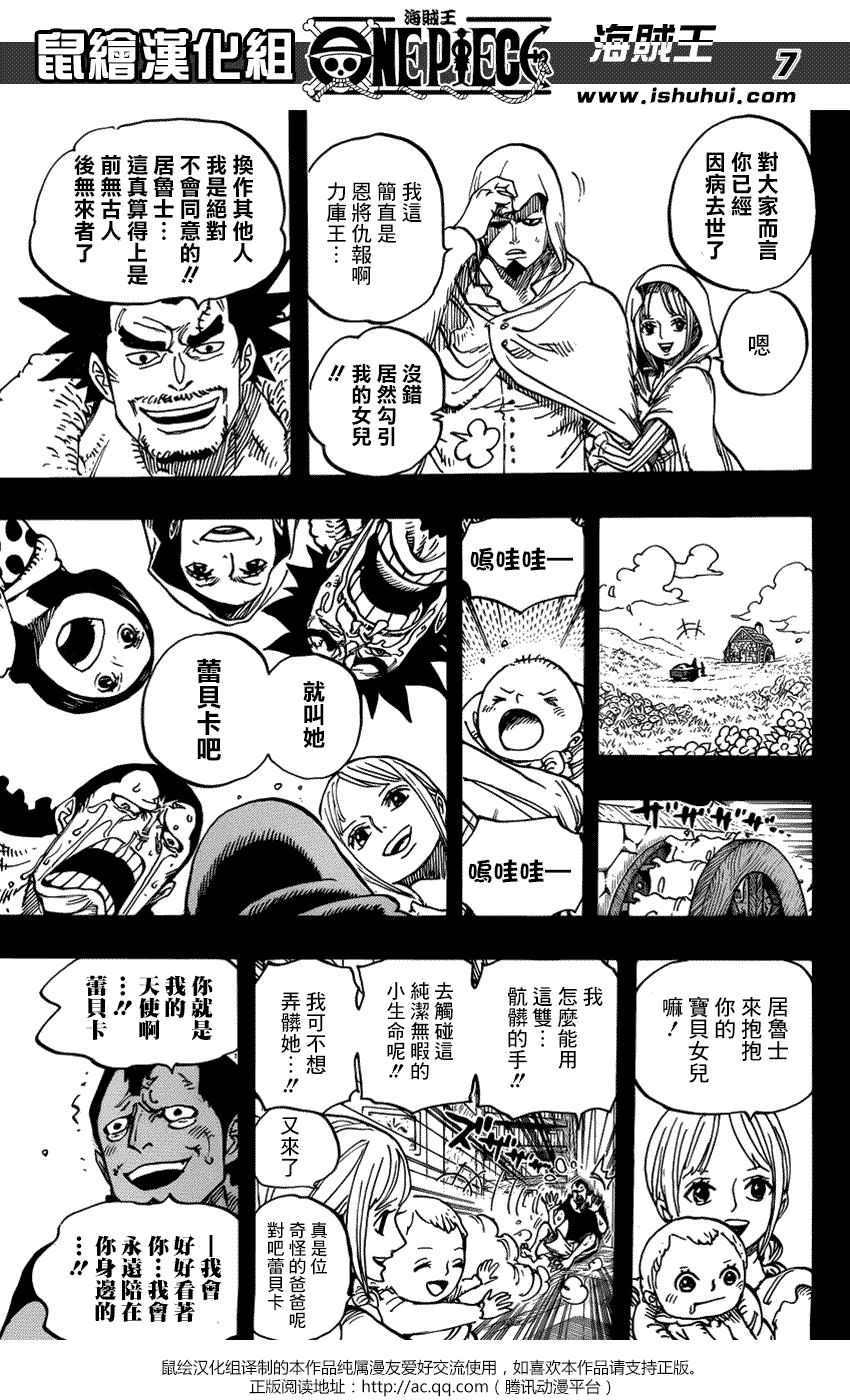 鼠繪漢化組
海賊王
ONE PIECE
海賊王
7
www.ishuhui.com
對大家而言
你已經
因病去世了
嗯
我這
簡直是
恩將仇報啊
力庫王…
沒錯
居然勾引
我的女兒
!!
換作其他人
我是絕對
不會同意的!!
居魯士…
這真算得上是
前無古人
後無來者了
嗚哇哇—
嗚哇哇—
就叫她
蕾貝卡吧
居魯士
來抱抱
你的
寶貝女兒
嘛!
我
怎麼能用
這雙…
骯髒的手!!
去觸碰這
純潔無暇的
小生命呢!!
我可不想
弄髒她…!!
又來了
真是位
奇怪的爸爸呢
對吧蕾貝卡
你就是
我的
天使啊
…!!
蕾貝卡
—我會
好好看著
你…我會
永遠陪在
你身邊的
…!!
鼠绘汉化组译制的本作品纯属漫友爱好交流使用，如喜欢本作品请支持正版。
正版阅读地址：http://ac.qq.com（腾讯动漫平台）